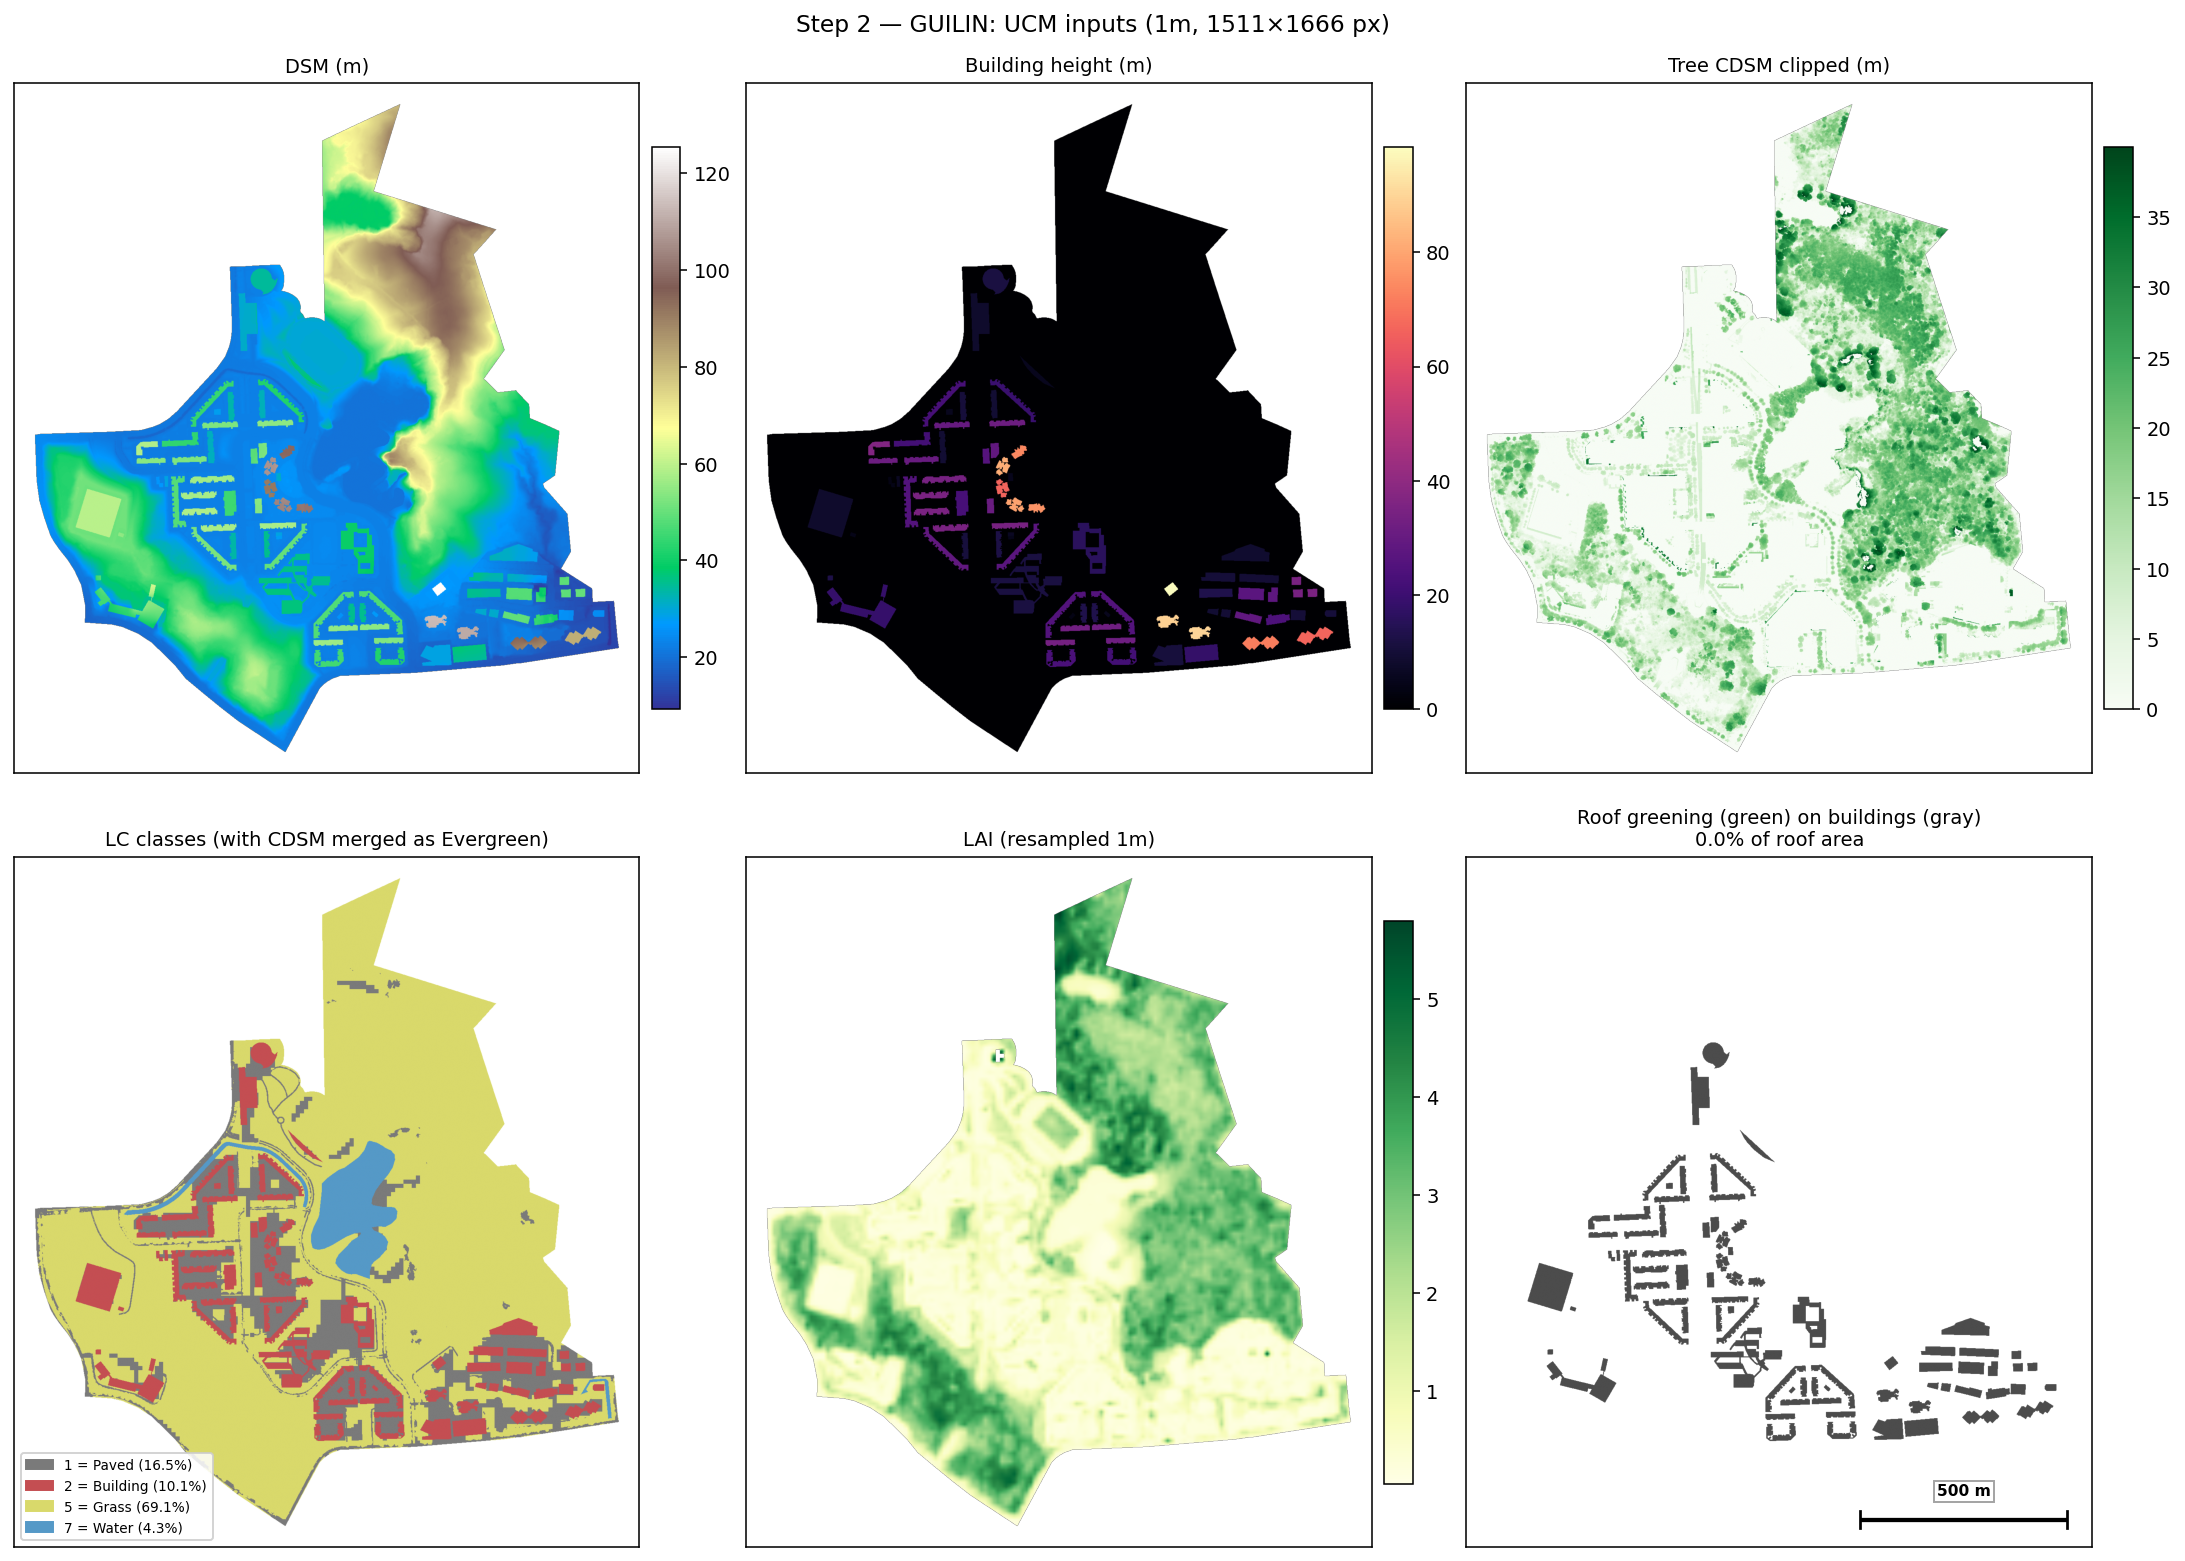 Step 2 — GUILIN: UCM inputs (1m, 1511×1666 px)
DSM (m)
120
100
80
60
40
20
Building height (m)
80
60
40
20
0
Tree CDSM clipped (m)
35
30
25
20
15
10
5
0
LC classes (with CDSM merged as Evergreen)
1 = Paved (16.5%)
2 = Building (10.1%)
5 = Grass (69.1%)
7 = Water (4.3%)
LAI (resampled 1m)
5
4
3
2
1
Roof greening (green) on buildings (gray)
0.0% of roof area
500 m